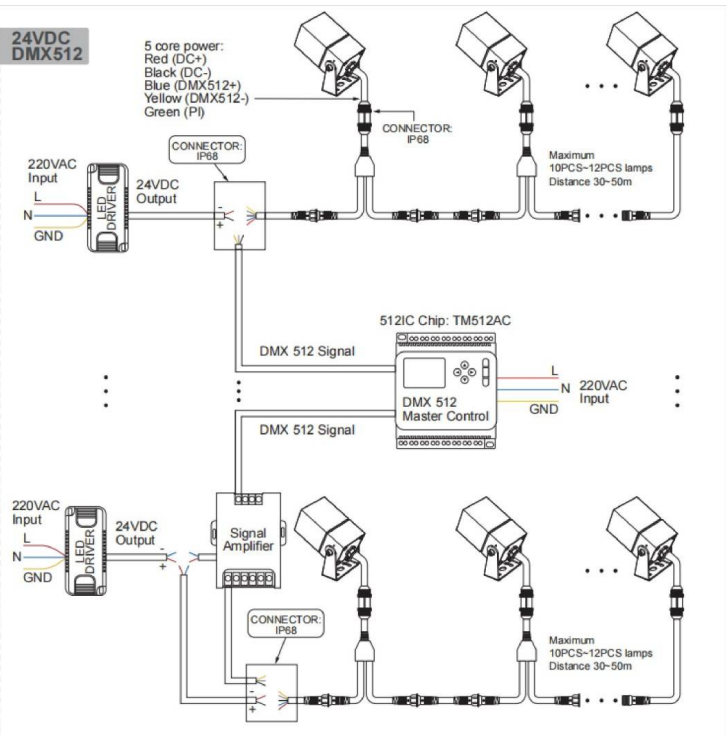 24VDC
DMX512
5 core power:
Red (DC+)
Black (DC-)
Blue (DMX512+)
Yellow (DMX512-)
Green (PI)
CONNECTOR:
IP68
CONNECTOR:
IP68
Maximum
10PCS~12PCS lamps
Distance 30~50m
220VAC
Input
L
N
GND
LED
DRIVER
24VDC
Output
-
+
512IC Chip: TM512AC
DMX 512 Signal
DMX 512
Master Control
L
N
GND
220VAC
Input
DMX 512 Signal
220VAC
Input
L
N
GND
LED
DRIVER
24VDC
Output
-
+
Signal
Amplifier
CONNECTOR:
IP68
-
+
Maximum
10PCS~12PCS lamps
Distance 30~50m